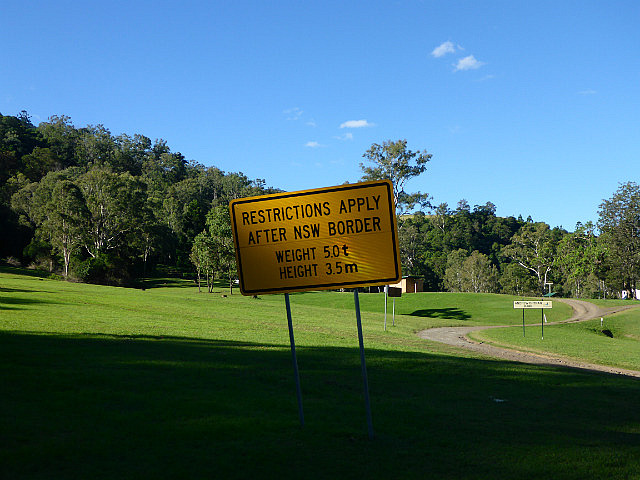 RESTRICTIONS APPLY
AFTER NSW BORDER
WEIGHT 5.0t
HEIGHT 3.5m